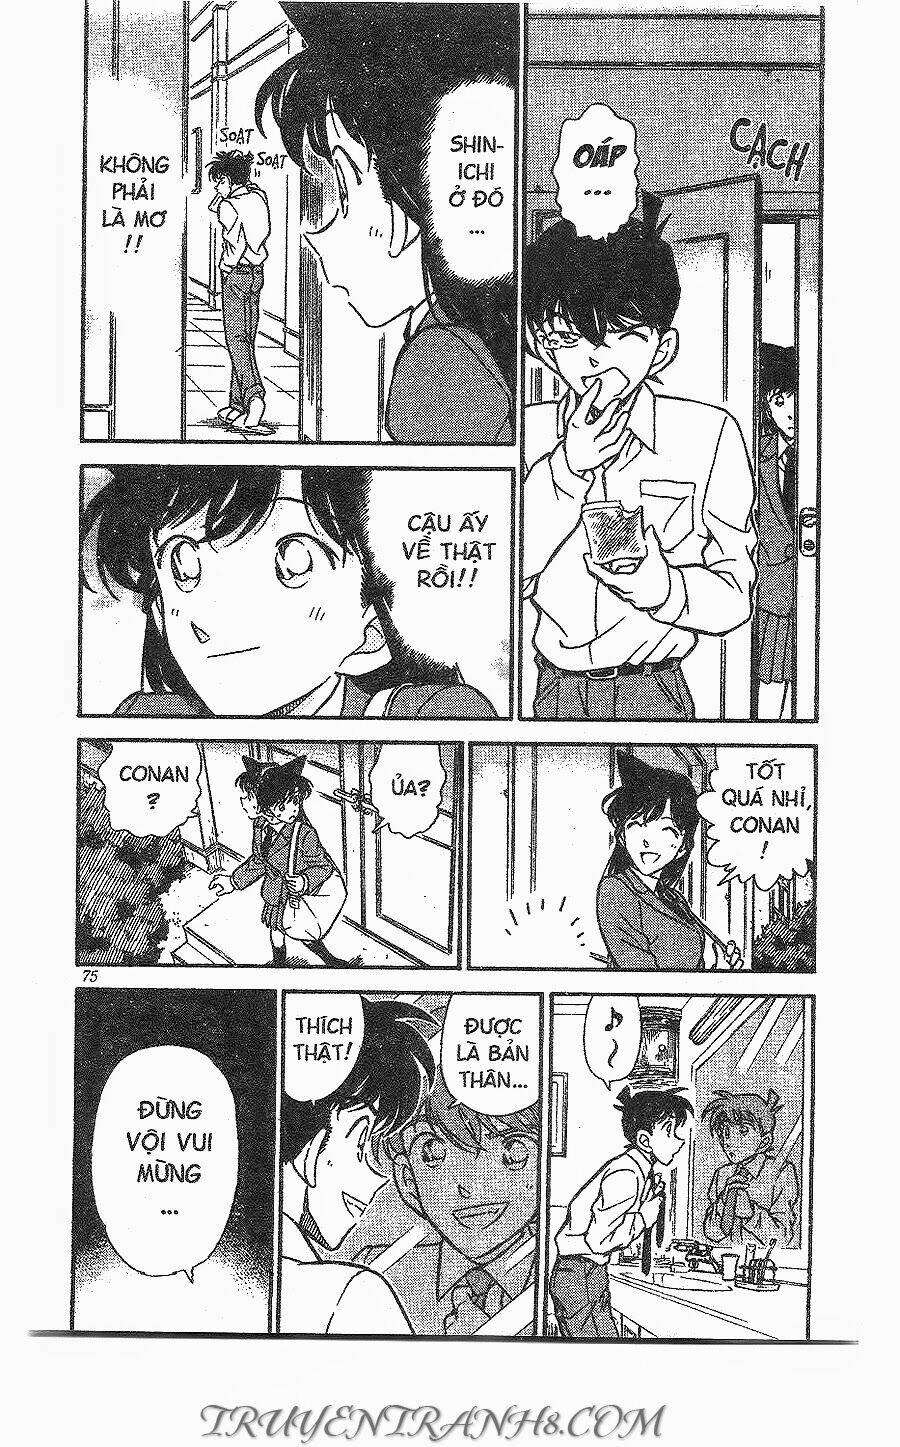 CẠCH
OÁP
...
SHIN-
ICHI
Ở ĐÓ
...
SOẠT
SOẠT
KHÔNG
PHẢI
LÀ MƠ
!!
CẬU ẤY
VỀ THẬT
RỒI!!
TỐT
QUÁ NHỈ,
CONAN
!
ỦA?
CONAN
?
75
ĐƯỢC
LÀ BẢN
THÂN...
THÍCH
THẬT!
ĐỪNG
VỘI VUI
MỪNG
...
TRUYENTRANH8.COM